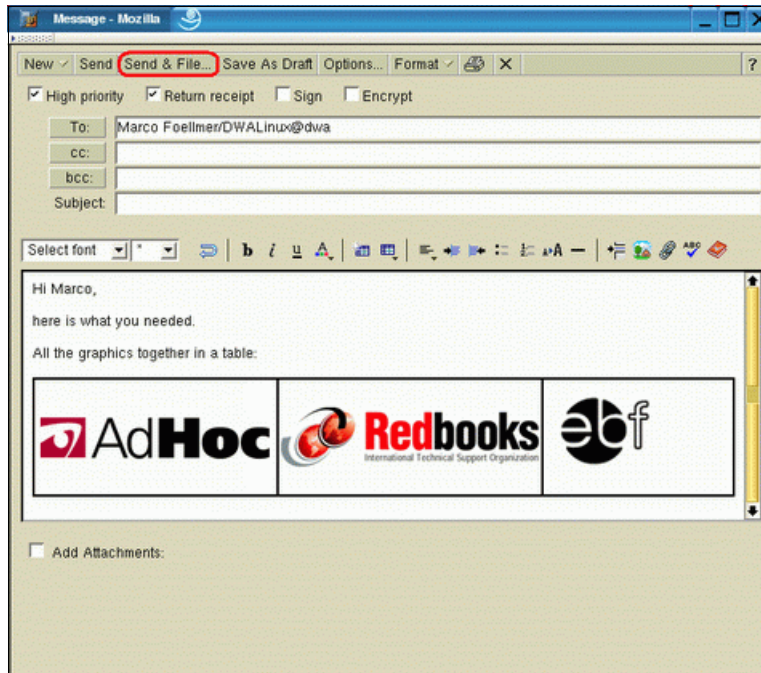 Message - Mozilla
New Send Send & File... Save As Draft Options... Format ?
High priority Return receipt Sign Encrypt
To: Marco Foellmer/DWALinux@dwa
cc:
bcc:
Subject:
Select font b i u A A ABC
Hi Marco,
here is what you needed.
All the graphics together in a table:
AdHoc Redbooks ebf
International Technical Support Organization
Add Attachments: